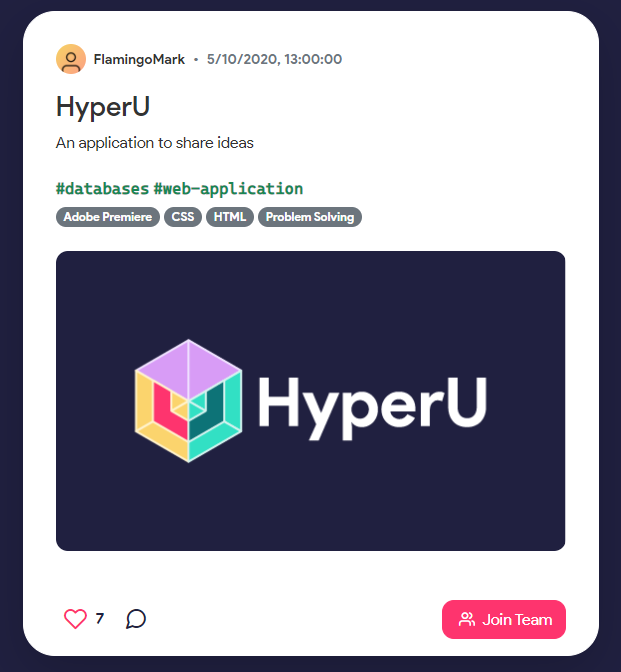 FlamingoMark • 5/10/2020, 13:00:00
HyperU
An application to share ideas
#databases #web-application
Adobe Premiere CSS HTML Problem Solving
HyperU
7
Join Team